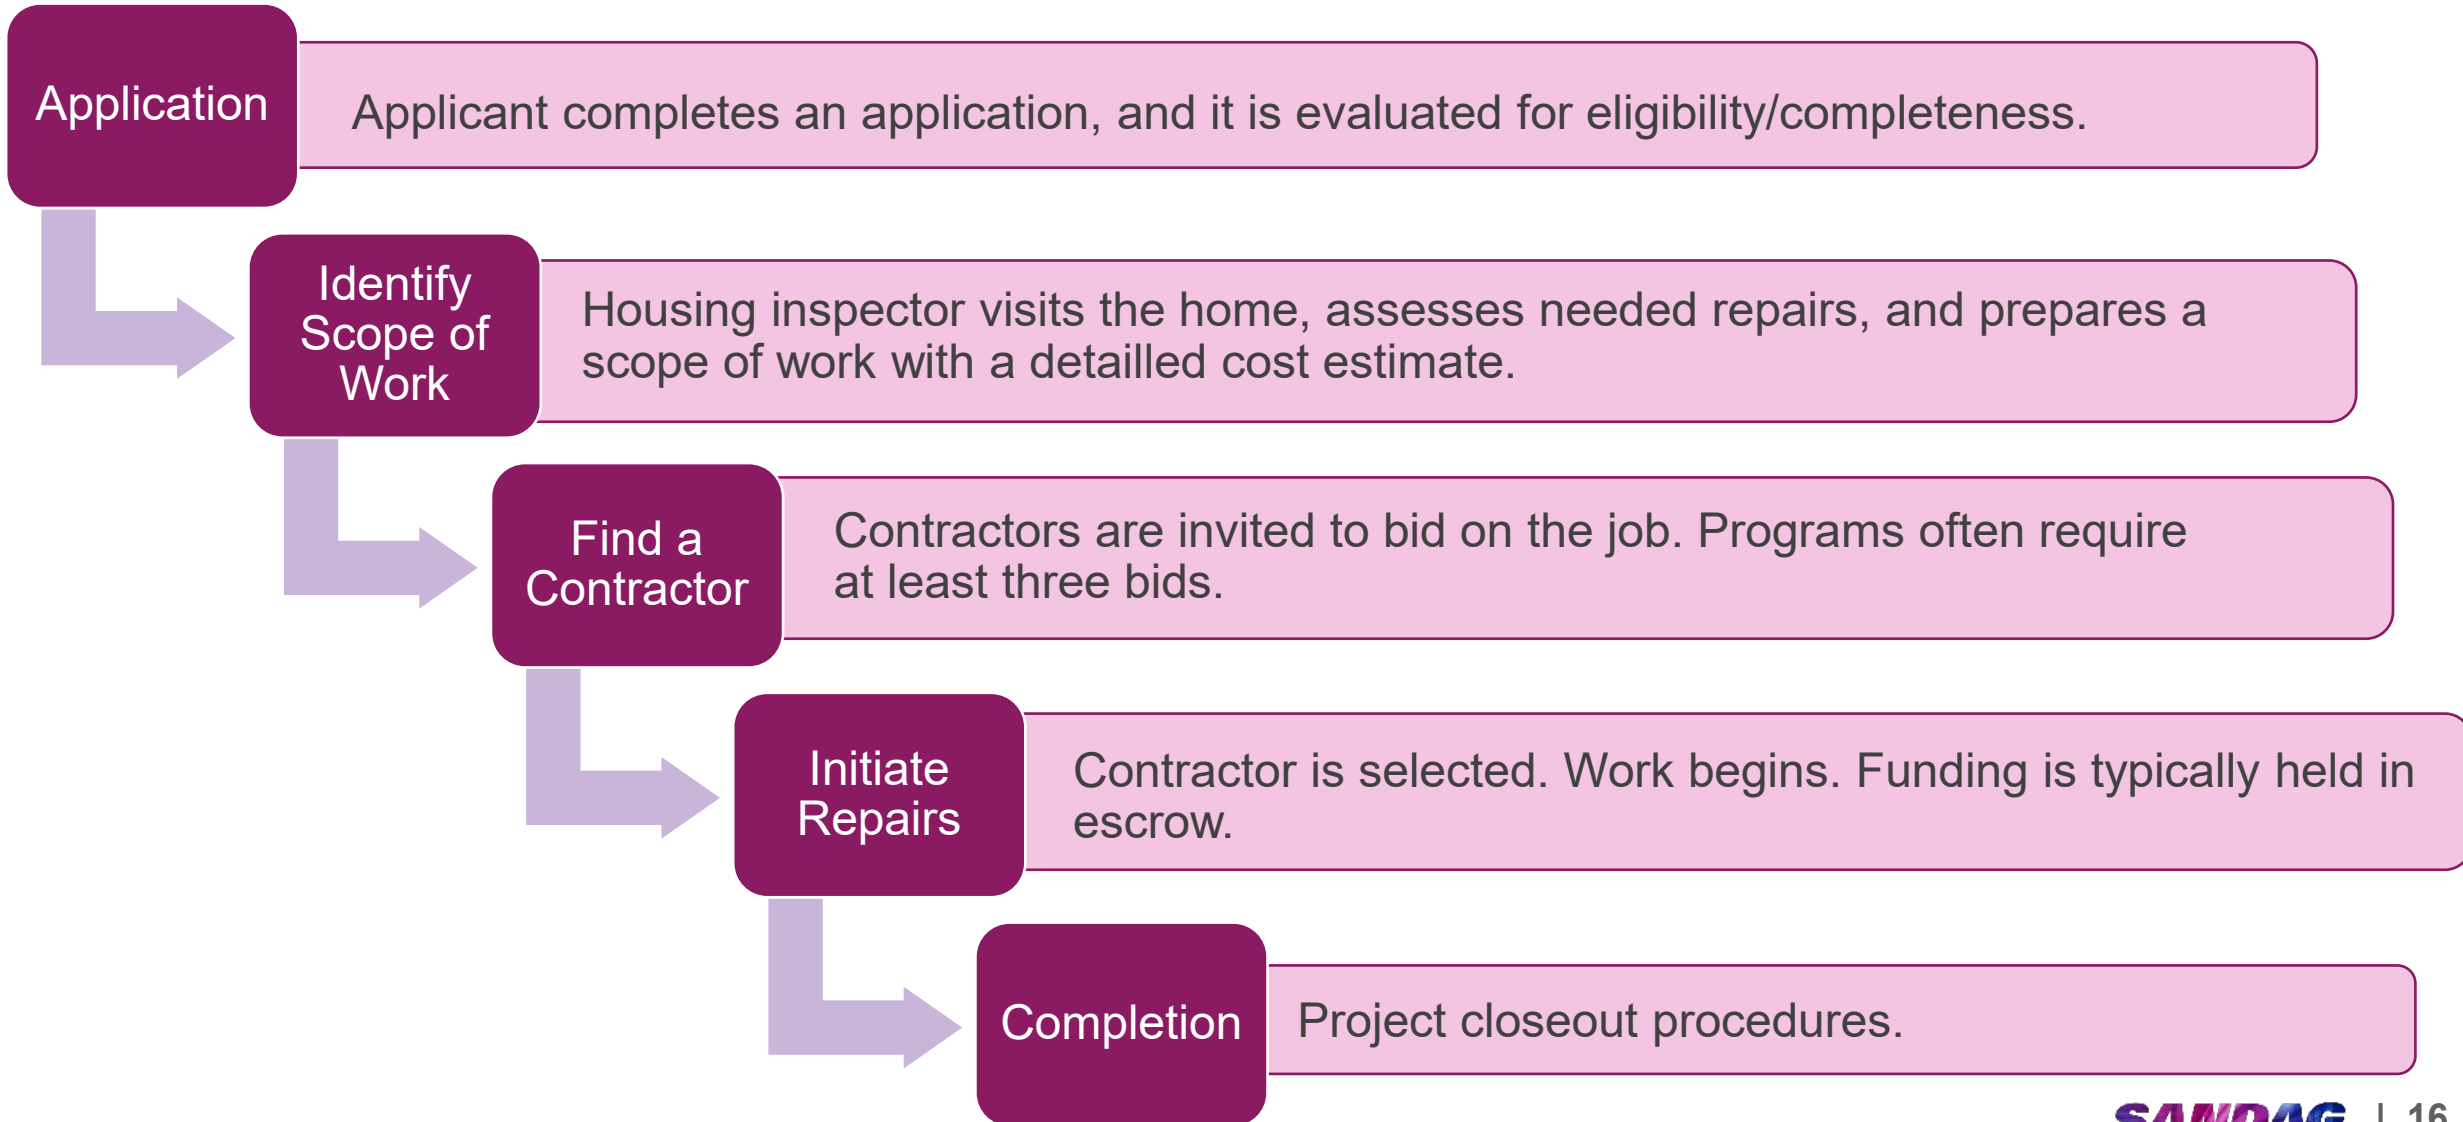 Application
Applicant completes an application, and it is evaluated for eligibility/completeness.
Identify
Scope of
Work
Housing inspector visits the home, assesses needed repairs, and prepares a
scope of work with a detailled cost estimate.
Find a
Contractor
Contractors are invited to bid on the job. Programs often require
at least three bids.
Initiate
Repairs
Contractor is selected. Work begins. Funding is typically held in
escrow.
Completion
Project closeout procedures.
SANDAG | 16